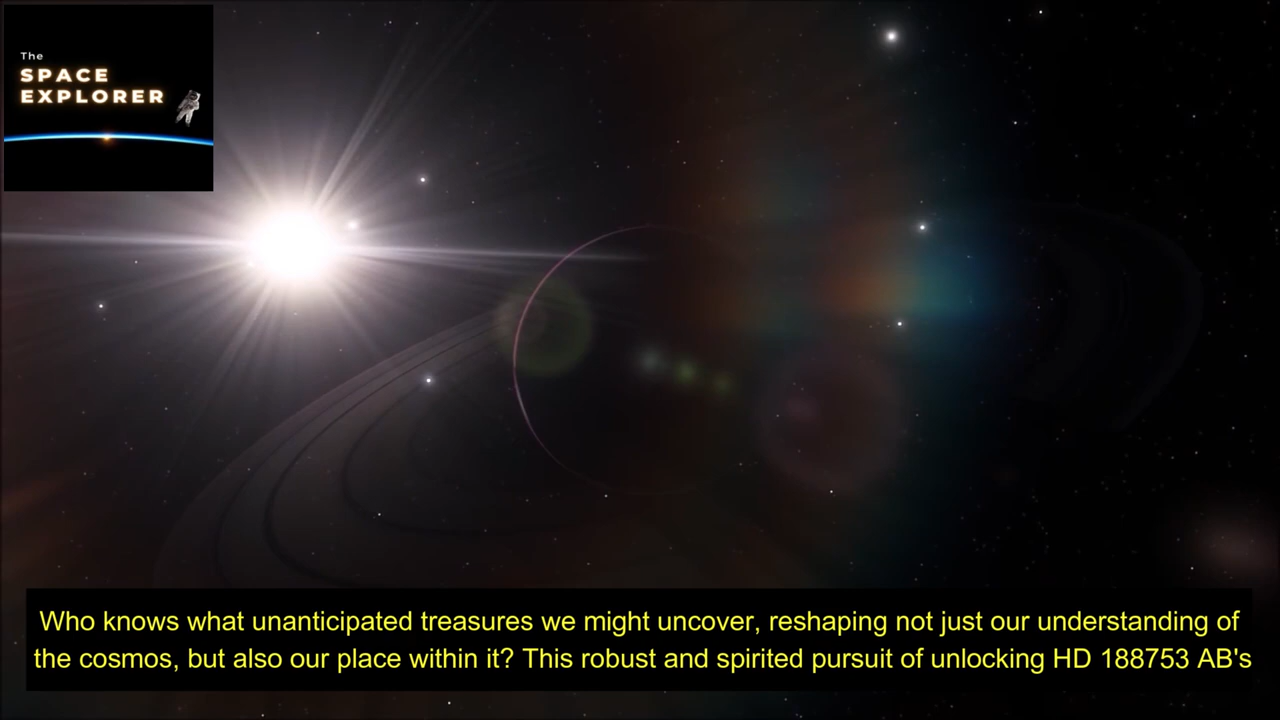 The
SPACE
EXPLORER
Who knows what unanticipated treasures we might uncover, reshaping not just our understanding of
the cosmos, but also our place within it? This robust and spirited pursuit of unlocking HD 188753 AB's